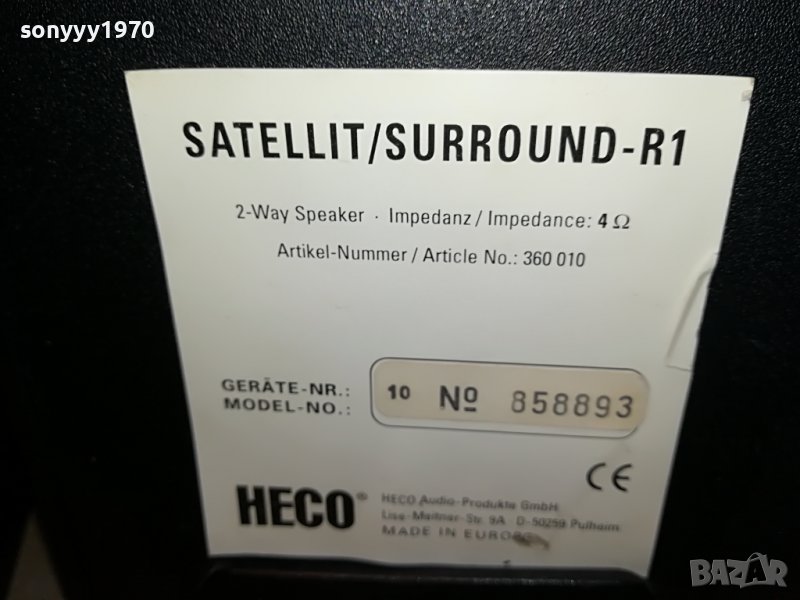 sonyyy1970
SATELLIT/SURROUND-R1
2-Way Speaker · Impedanz / Impedance: 4 Ω
Artikel-Nummer / Article No.: 360 010
GERÄTE-NR.:
MODEL-NO.:
10 Nº 858893
CE
HECO®
HECO Audio-Produkte GmbH
Lise-Meitner-Str. 9A D-50259 Pulheim
MADE IN EUROPE
BAZAR